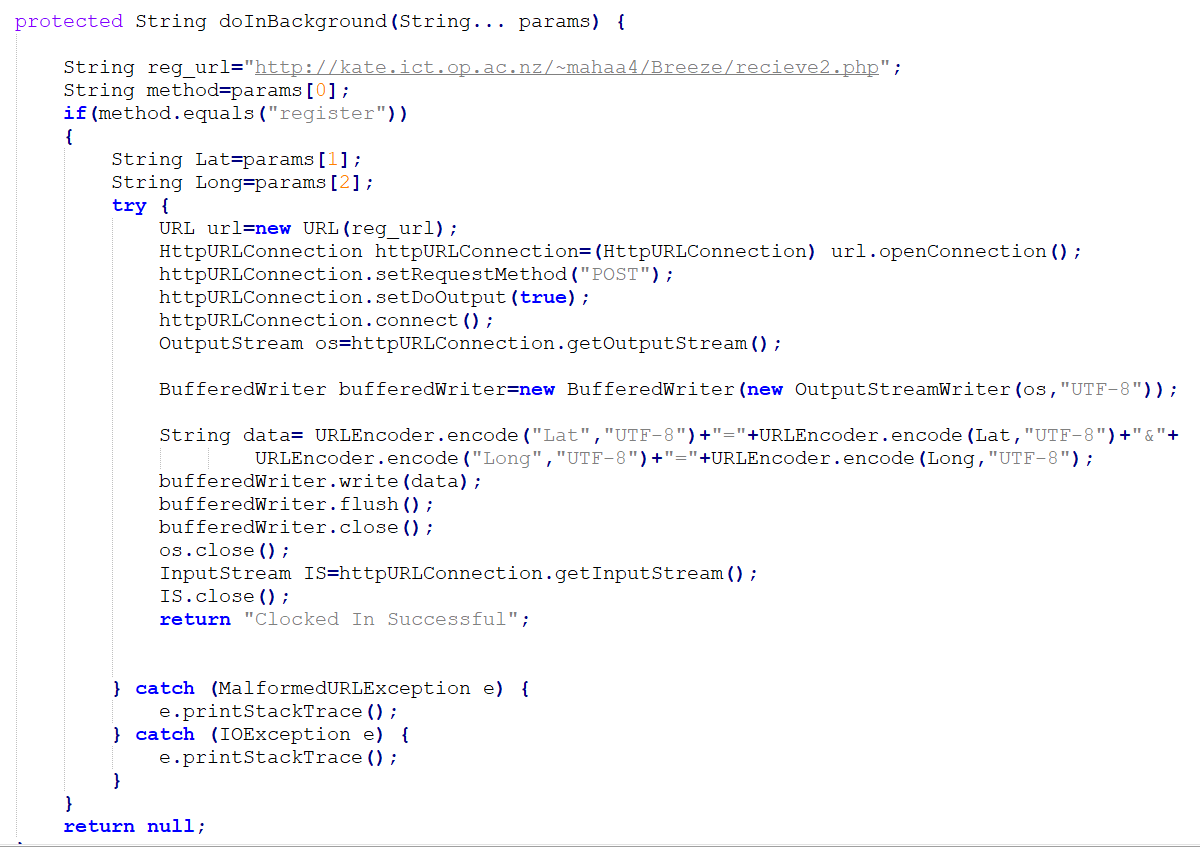 protected String doInBackground(String... params) {
String reg_url="http://kate.ict.op.ac.nz/~mahaa4/Breeze/recieve2.php";
String method=params[0];
if(method.equals("register"))
{
String Lat=params[1];
String Long=params[2];
try {
URL url=new URL(reg_url);
HttpURLConnection httpURLConnection=(HttpURLConnection) url.openConnection();
httpURLConnection.setRequestMethod("POST");
httpURLConnection.setDoOutput(true);
httpURLConnection.connect();
OutputStream os=httpURLConnection.getOutputStream();
BufferedWriter bufferedWriter=new BufferedWriter(new OutputStreamWriter(os,"UTF-8"));
String data= URLEncoder.encode("Lat","UTF-8")+"="+URLEncoder.encode(Lat,"UTF-8")+"&"+
URLEncoder.encode("Long","UTF-8")+"="+URLEncoder.encode(Long,"UTF-8");
bufferedWriter.write(data);
bufferedWriter.flush();
bufferedWriter.close();
os.close();
InputStream IS=httpURLConnection.getInputStream();
IS.close();
return "Clocked In Successful";
} catch (MalformedURLException e) {
e.printStackTrace();
} catch (IOException e) {
e.printStackTrace();
}
}
return null;